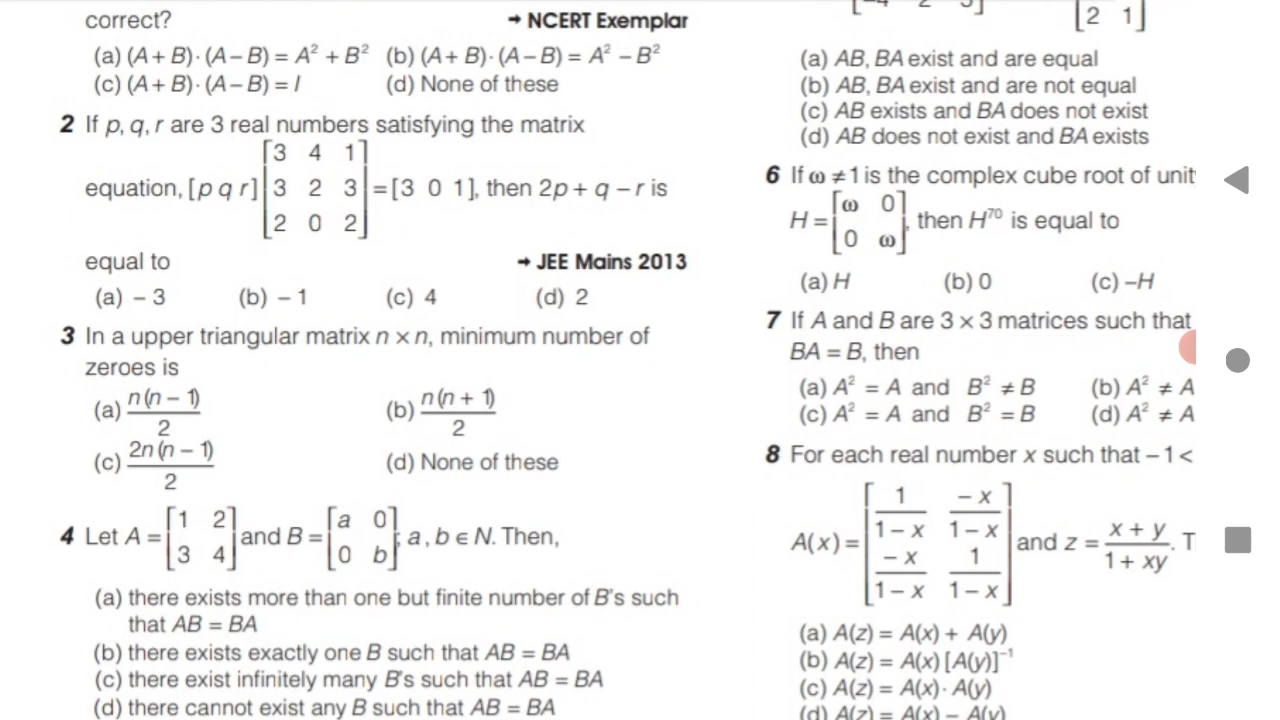 correct? → NCERT Exemplar
(a) (A + B) · (A − B) = A² + B² (b) (A + B) · (A − B) = A² − B²
(c) (A + B) · (A − B) = I (d) None of these
2 If p, q, r are 3 real numbers satisfying the matrix
equation, [p q r] [3 4 1; 3 2 3; 2 0 2] = [3 0 1], then 2p + q − r is
equal to → JEE Mains 2013
(a) − 3 (b) − 1 (c) 4 (d) 2
3 In a upper triangular matrix n × n, minimum number of
zeroes is
(a) n(n − 1)/2 (b) n(n + 1)/2
(c) 2n(n − 1)/2 (d) None of these
4 Let A = [1 2; 3 4] and B = [a 0; 0 b]; a, b ∈ N. Then,
(a) there exists more than one but finite number of B's such
that AB = BA
(b) there exists exactly one B such that AB = BA
(c) there exist infinitely many B's such that AB = BA
(d) there cannot exist any B such that AB = BA
[2 1]
(a) AB, BA exist and are equal
(b) AB, BA exist and are not equal
(c) AB exists and BA does not exist
(d) AB does not exist and BA exists
6 If ω ≠ 1 is the complex cube root of unit
H = [ω 0; 0 ω], then H⁷⁰ is equal to
(a) H (b) 0 (c) −H
7 If A and B are 3 × 3 matrices such that
BA = B, then
(a) A² = A and B² ≠ B (b) A² ≠ A
(c) A² = A and B² = B (d) A² ≠ A
8 For each real number x such that − 1 <
A(x) = [1/(1 − x) −x/(1 − x); −x/(1 − x) 1/(1 − x)] and z = (x + y)/(1 + xy). T
(a) A(z) = A(x) + A(y)
(b) A(z) = A(x) [A(y)]⁻¹
(c) A(z) = A(x) · A(y)
(d) A(z) = A(x) − A(y)